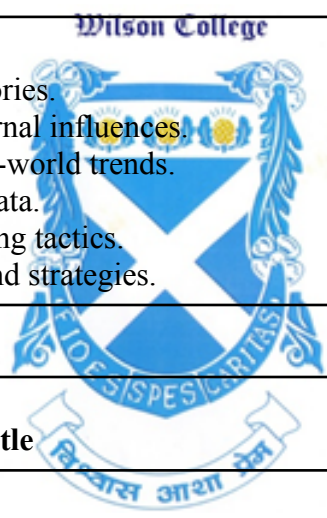 Wilson College
ories.
rnal influences.
-world trends.
ata.
ng tactics.
nd strategies.
FIDES SPES CARITAS
tle
विश्वास आशा प्रेम